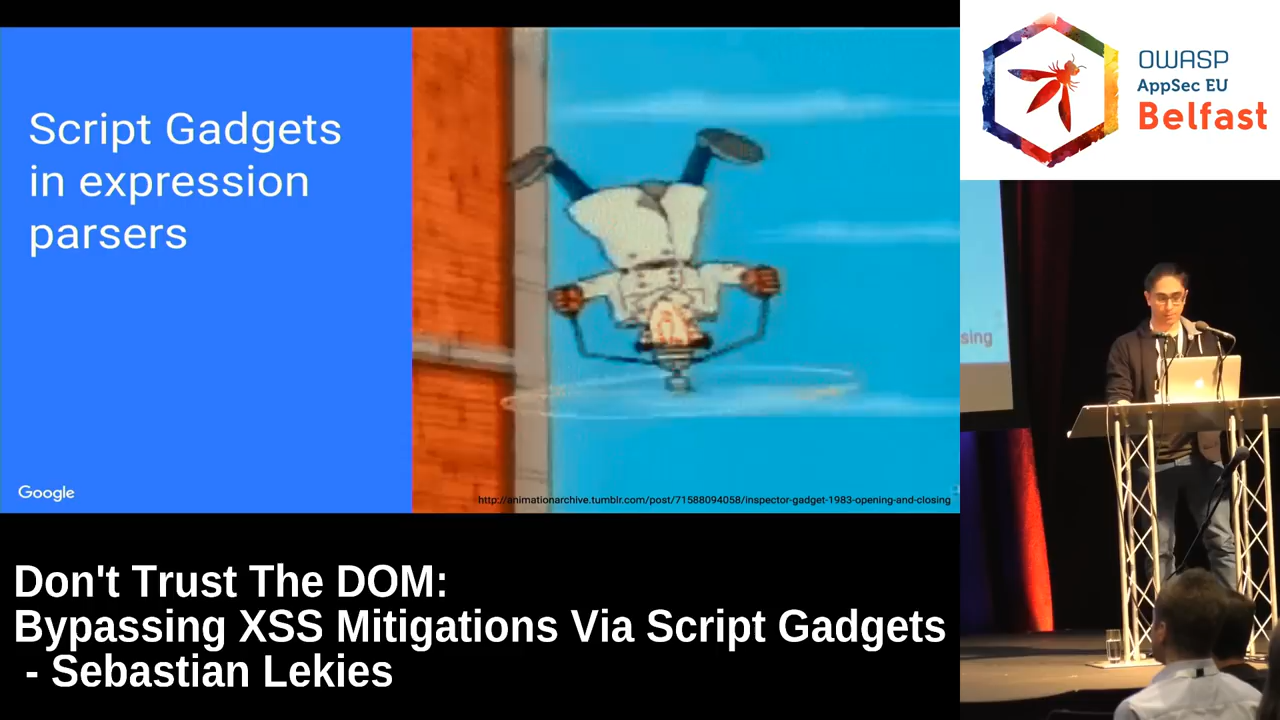 Script Gadgets
in expression
parsers
Google
http://animationarchive.tumblr.com/post/71588094058/inspector-gadget-1983-opening-and-closing
OWASP
AppSec EU
Belfast
sing
Don't Trust The DOM:
Bypassing XSS Mitigations Via Script Gadgets
- Sebastian Lekies